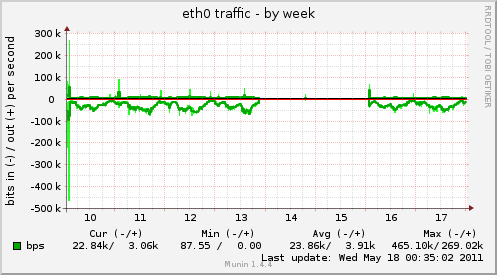 eth0 traffic - by week
RRDTOOL / TOBI OETIKER
bits in (-) / out (+) per second
300 k
200 k
100 k
0
-100 k
-200 k
-300 k
-400 k
-500 k
10 11 12 13 14 15 16 17
Cur (-/+) Min (-/+) Avg (-/+) Max (-/+)
bps 22.84k/ 3.06k 87.55 / 0.00 23.86k/ 3.91k 465.10k/269.02k
Last update: Wed May 18 00:35:02 2011
Munin 1.4.4